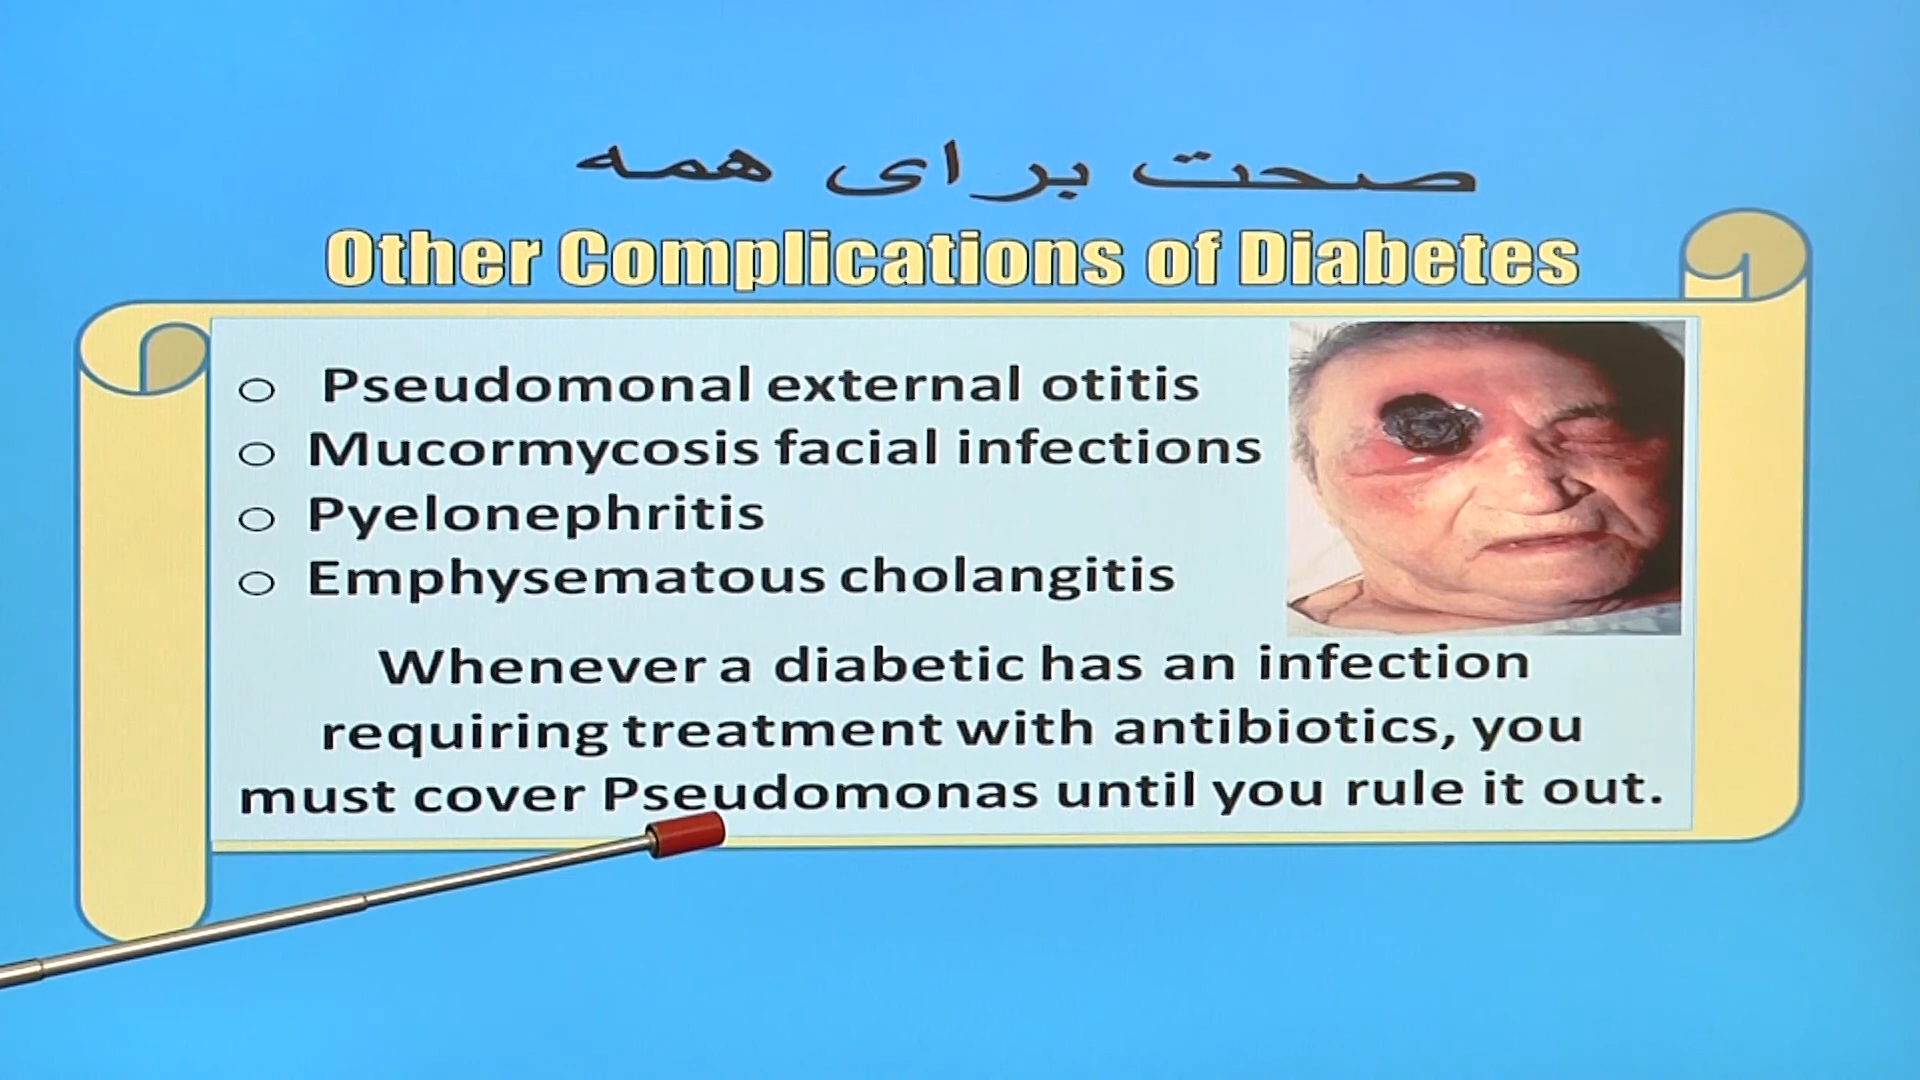 صحت برای همه
Other Complications of Diabetes
○ Pseudomonal external otitis
○ Mucormycosis facial infections
○ Pyelonephritis
○ Emphysematous cholangitis
Whenever a diabetic has an infection
requiring treatment with antibiotics, you
must cover Pseudomonas until you rule it out.